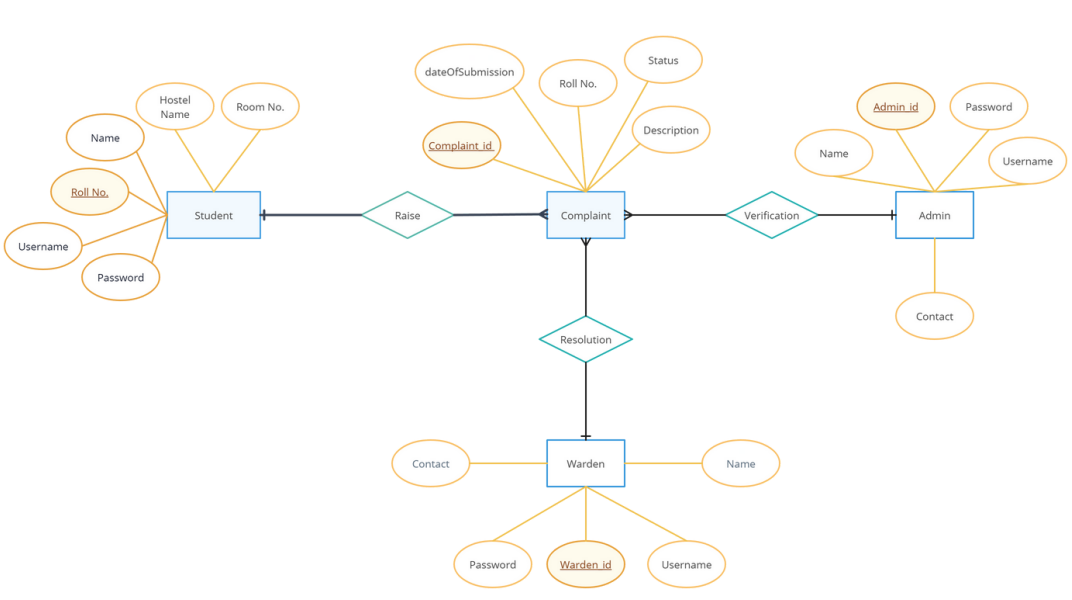 dateOfSubmission
Roll No.
Status
Hostel
Name
Room No.
Name
Complaint_id
Description
Admin_id
Password
Name
Username
Roll No.
Username
Password
Student
Raise
Complaint
Verification
Admin
Contact
Resolution
Contact
Warden
Name
Password
Warden_id
Username